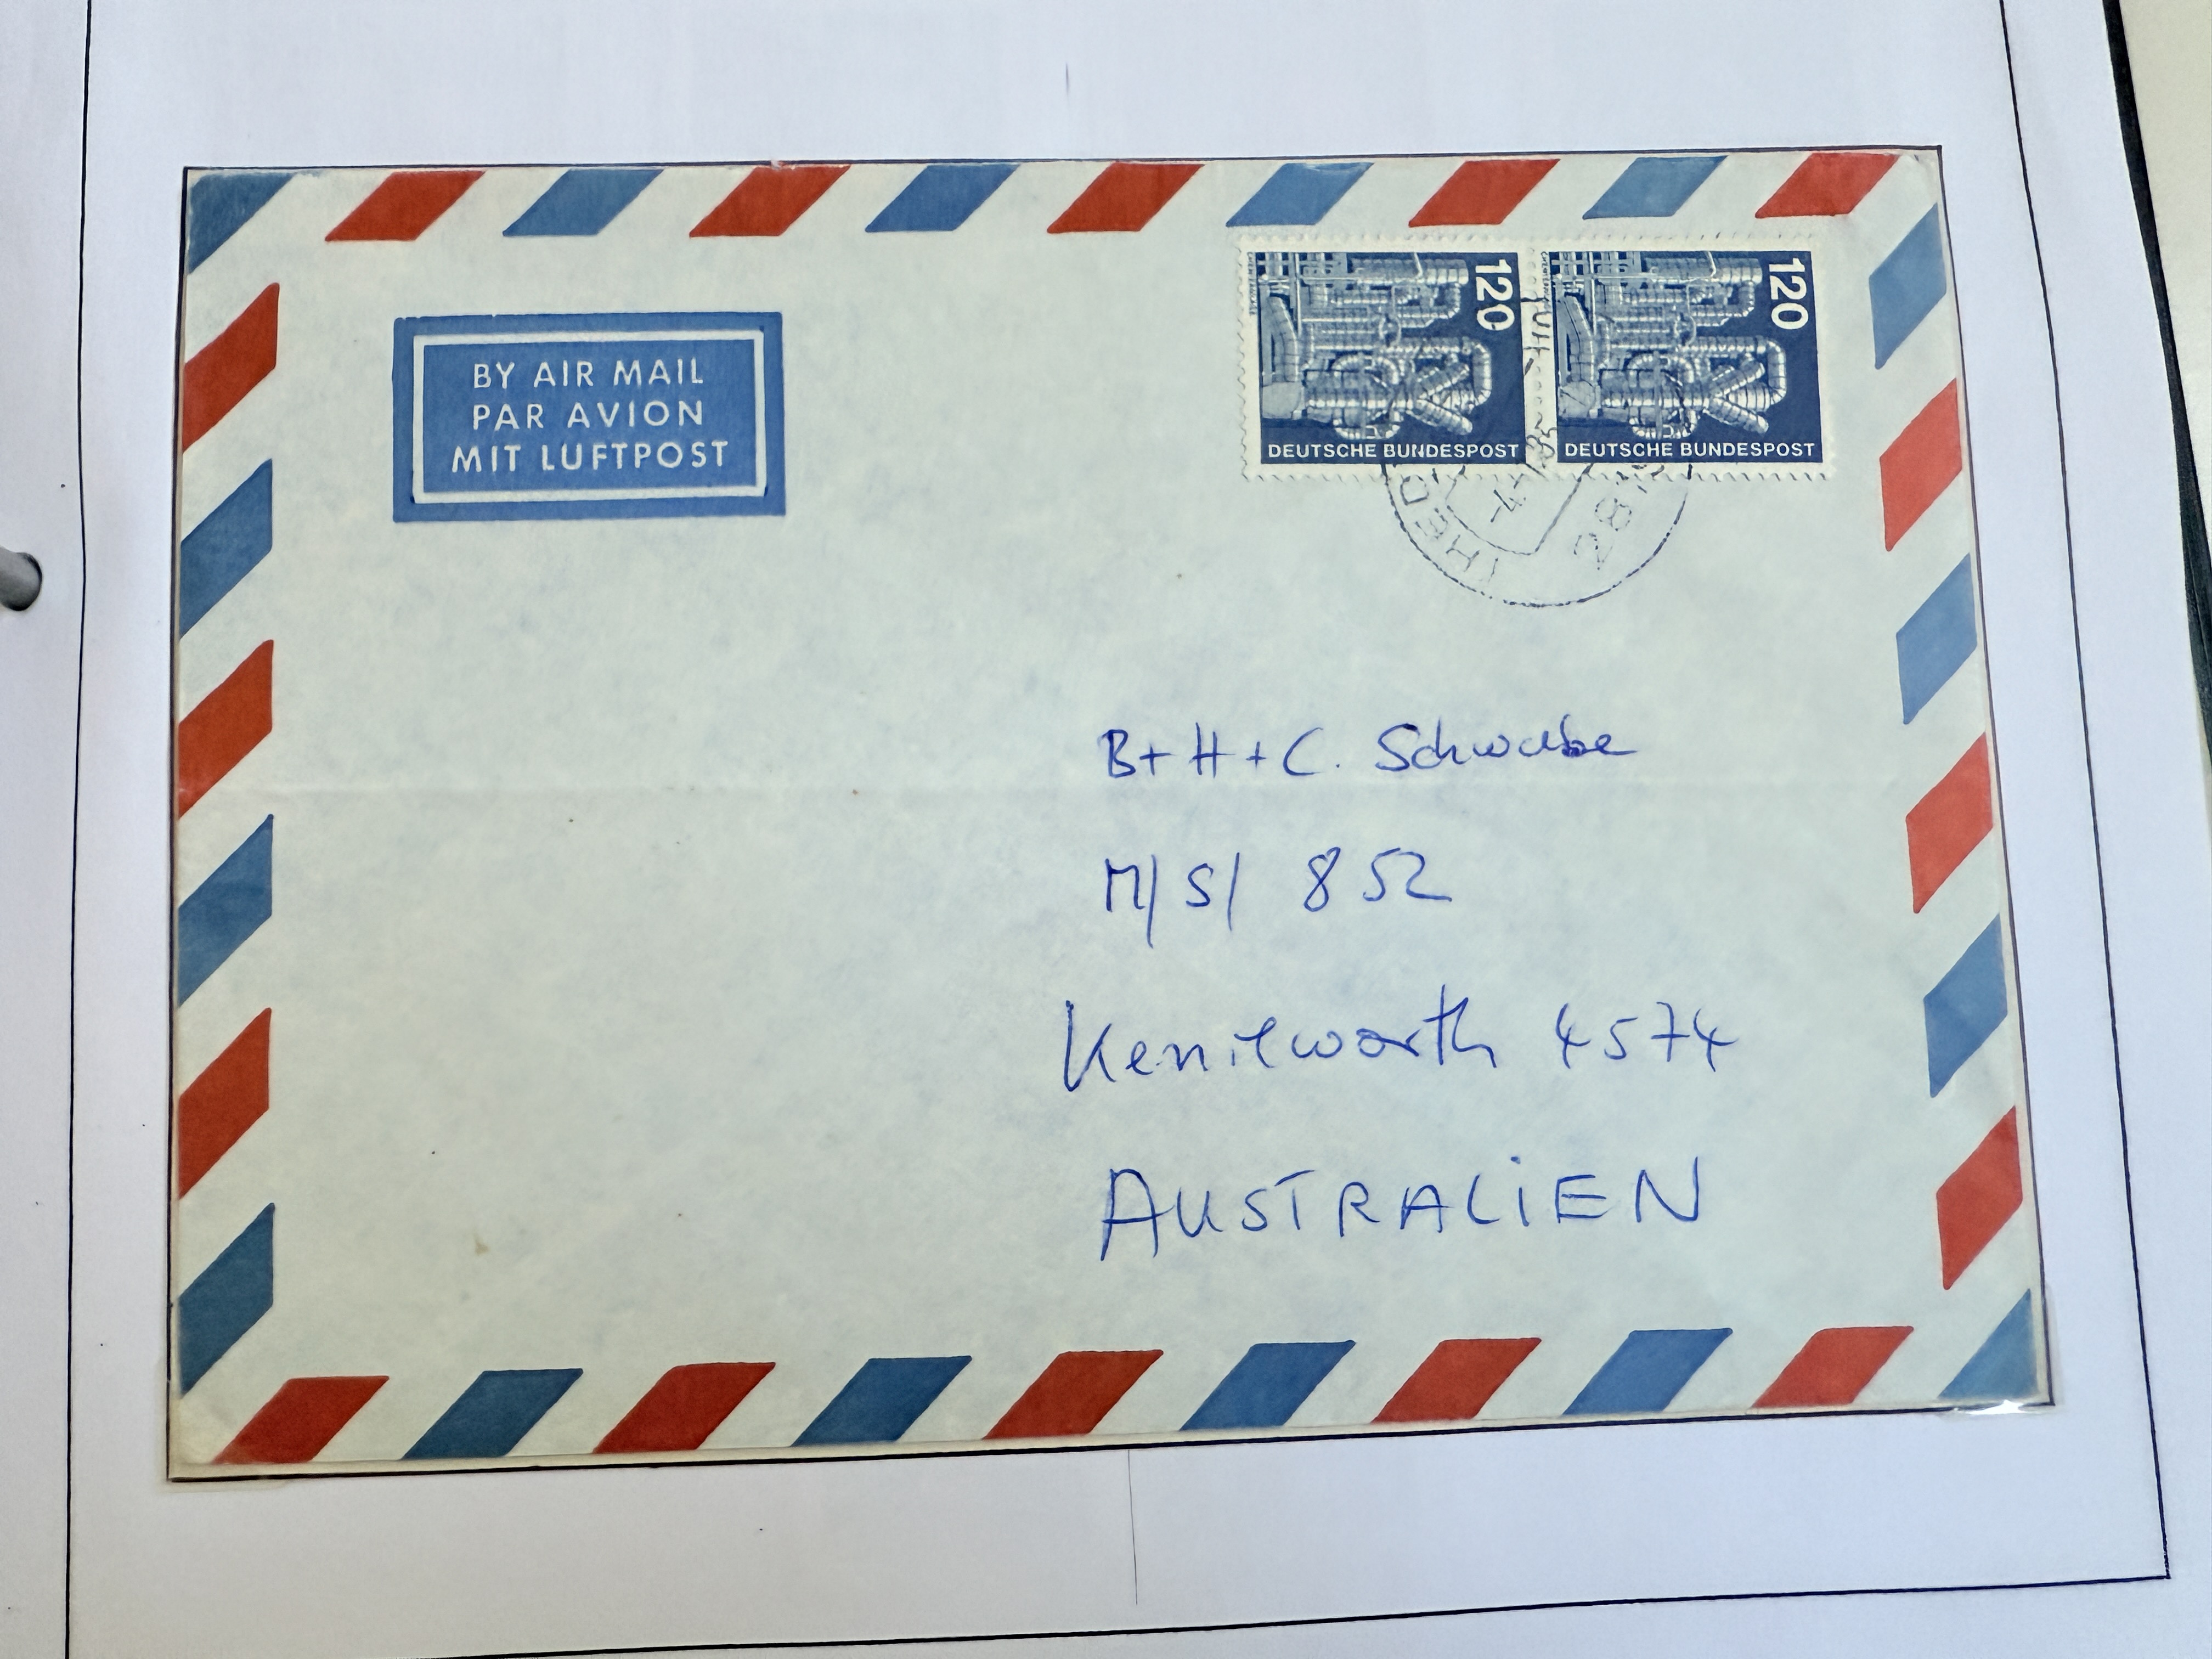 BY AIR MAIL
PAR AVION
MIT LUFTPOST
120
DEUTSCHE BUNDESPOST
120
DEUTSCHE BUNDESPOST
B + H + C. Schwabe
M/S/ 852
Kenilworth 4574
AUSTRALiEN